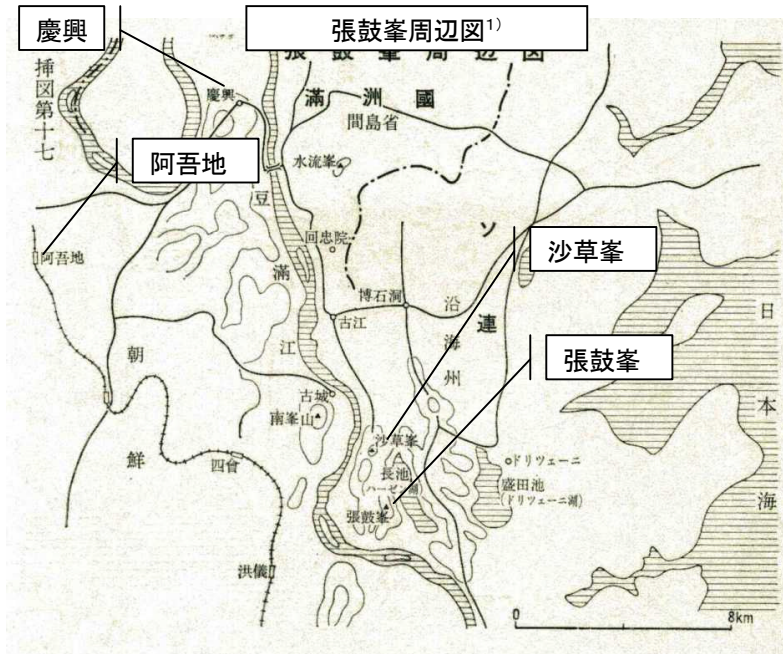 慶興
張鼓峯周辺図1)
張鼓峯周辺図
挿図第十七
慶興
滿洲國
間島省
阿吾地
水流峯
豆滿江
ソ連
回忠院
沙草峯
阿吾地
博石洞
沿海州
古江
日本海
張鼓峯
朝鮮
古城
南峯山
沙草峯
四會
長池
(ハーゼン湖)
ドリツェーニ
盛田池
(ドリツェーニ湖)
張鼓峯
洪儀
0
8km